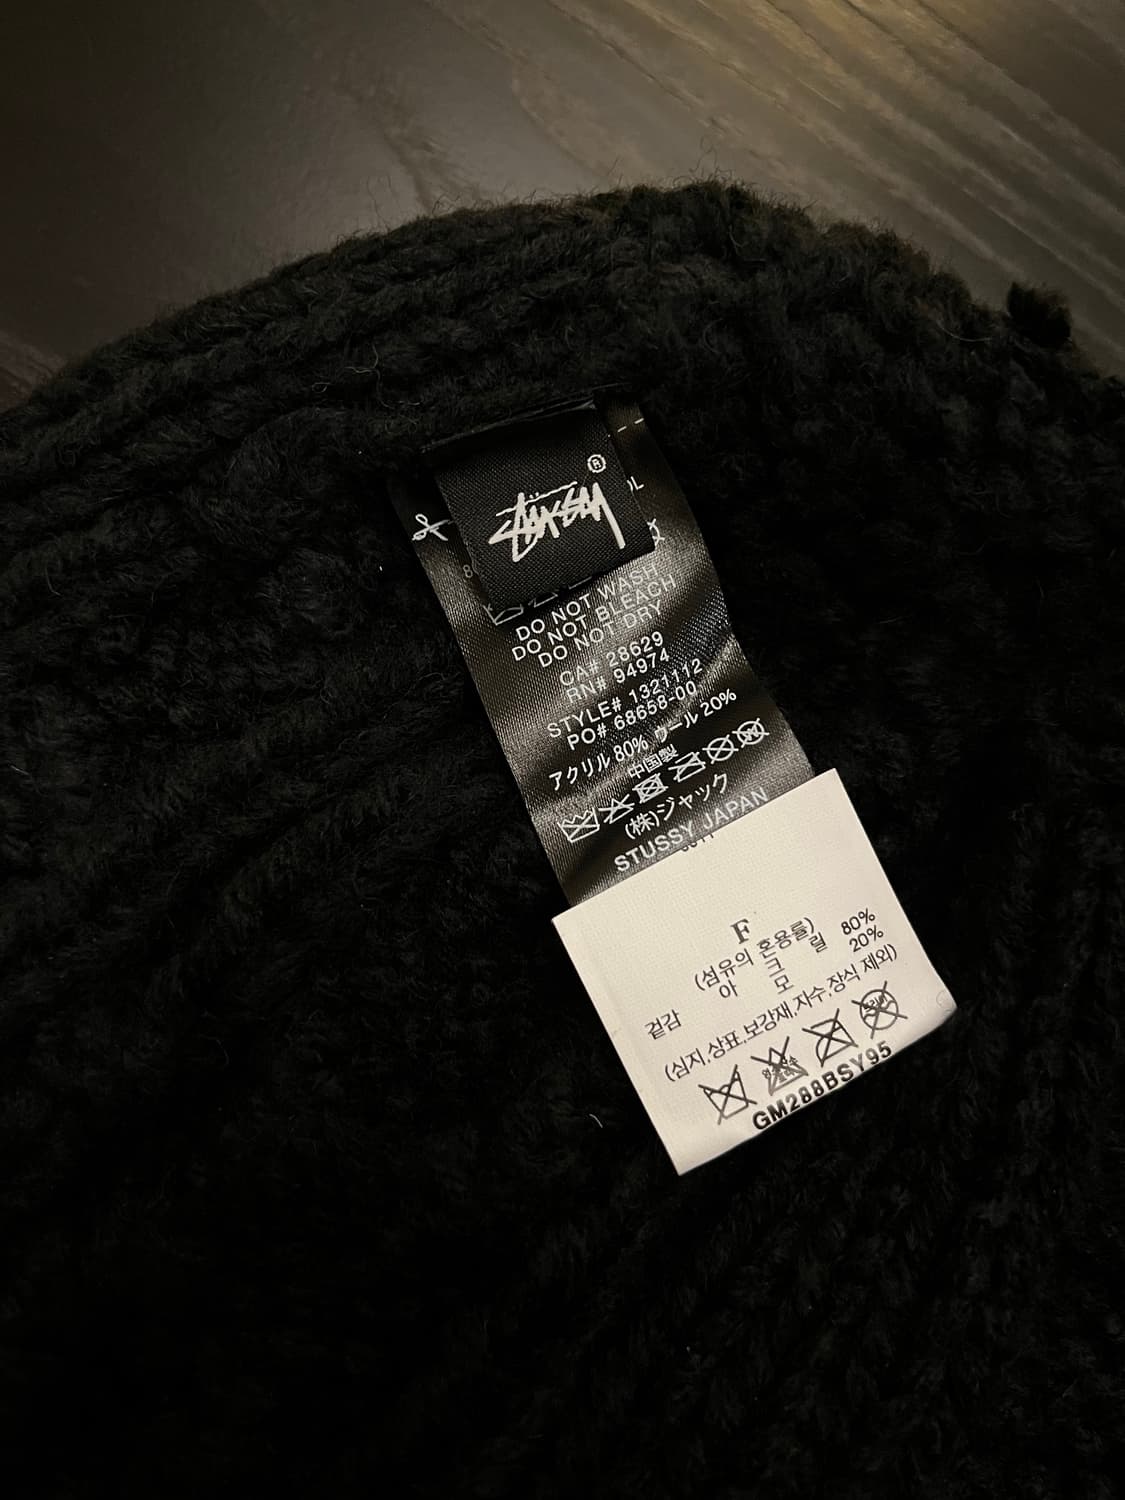 STÜSSY ®
DO NOT WASH
DO NOT BLEACH
DO NOT DRY
CA# 28629
RN# 94974
STYLE# 1321112
PO# 68658-00
アクリル 80% ウール 20%
中国製
(株)ジャック
STUSSY JAPAN
F
(섬유의 혼용률)
겉감 아크릴 80%
모 20%
(심지,상표,보강재,자수,장식 제외)
GM288BSY95